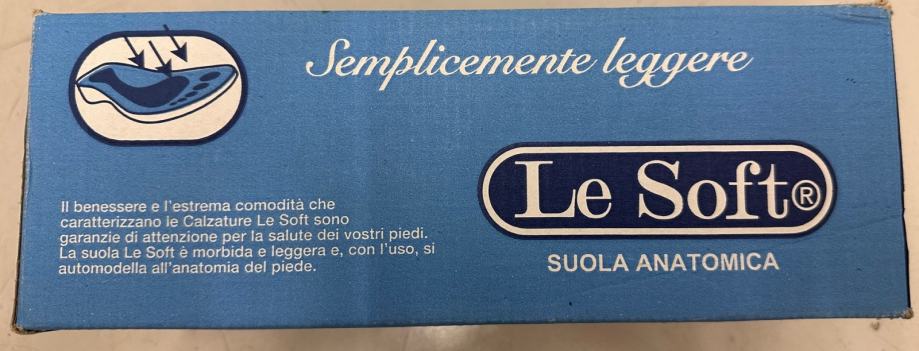 Semplicemente leggere
Le Soft®
SUOLA ANATOMICA
Il benessere e l'estrema comodità che
caratterizzano le Calzature Le Soft sono
garanzie di attenzione per la salute dei vostri piedi.
La suola Le Soft è morbida e leggera e, con l'uso, si
automodella all'anatomia del piede.